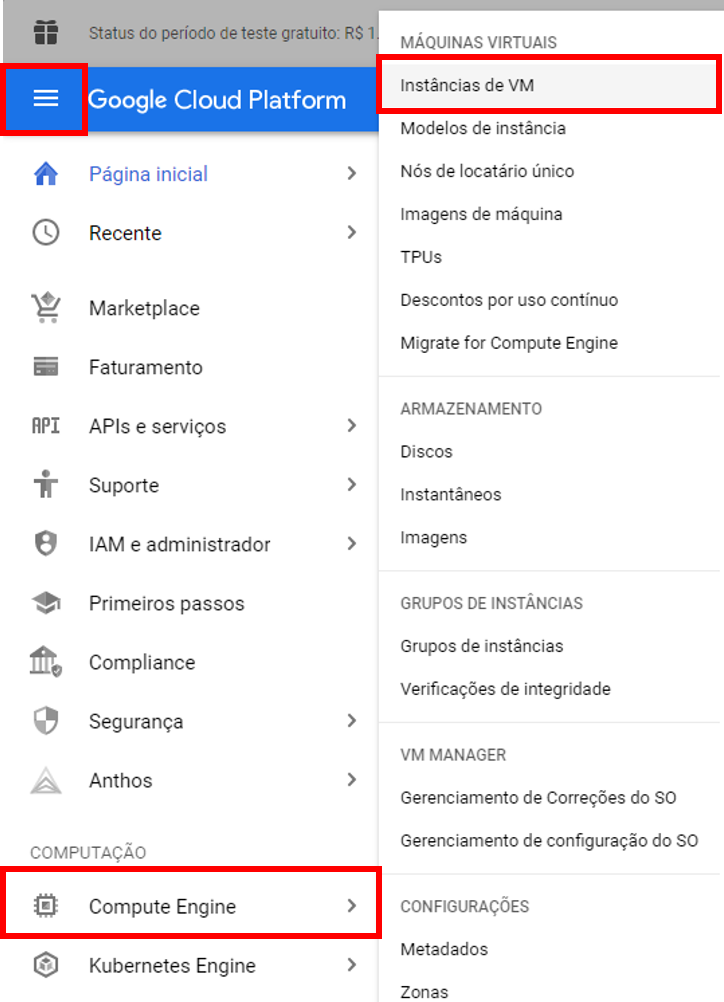 Status do período de teste gratuito: R$ 1.
Google Cloud Platform
Página inicial
Recente
Marketplace
Faturamento
API
APIs e serviços
Suporte
IAM e administrador
Primeiros passos
Compliance
Segurança
Anthos
COMPUTAÇÃO
Compute Engine
Kubernetes Engine
MÁQUINAS VIRTUAIS
Instâncias de VM
Modelos de instância
Nós de locatário único
Imagens de máquina
TPUs
Descontos por uso contínuo
Migrate for Compute Engine
ARMAZENAMENTO
Discos
Instantâneos
Imagens
GRUPOS DE INSTÂNCIAS
Grupos de instâncias
Verificações de integridade
VM MANAGER
Gerenciamento de Correções do SO
Gerenciamento de configuração do SO
CONFIGURAÇÕES
Metadados
Zonas